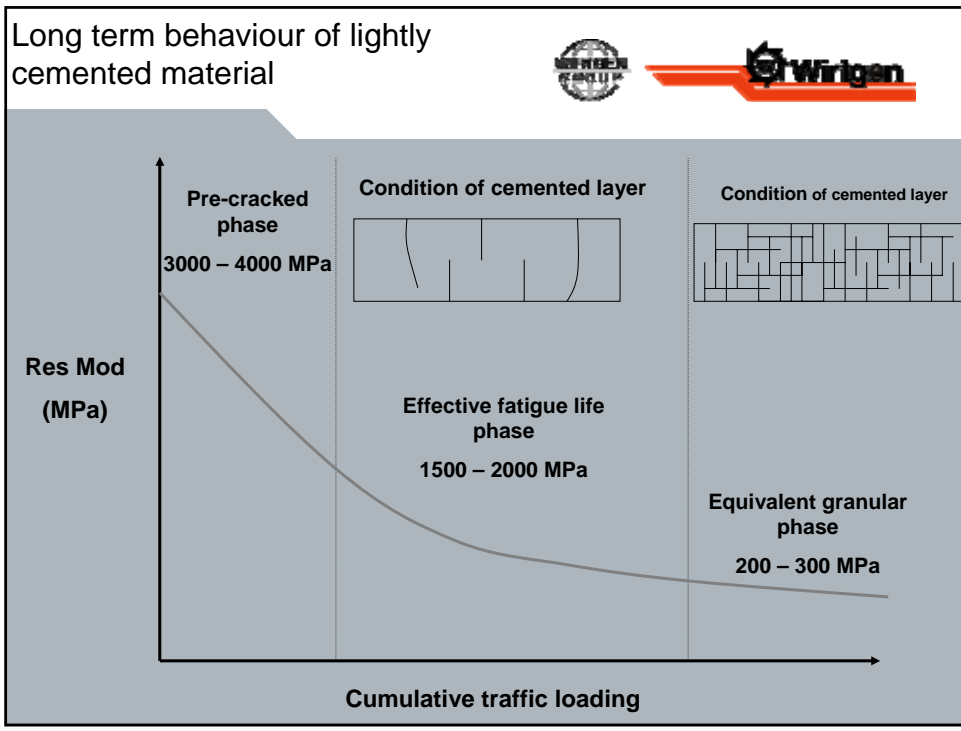 Long term behaviour of lightly
cemented material
WIRTGEN
GROUP
Wirtgen
Pre-cracked
phase
3000 – 4000 MPa
Condition of cemented layer
Condition of cemented layer
Res Mod
(MPa)
Effective fatigue life
phase
1500 – 2000 MPa
Equivalent granular
phase
200 – 300 MPa
Cumulative traffic loading